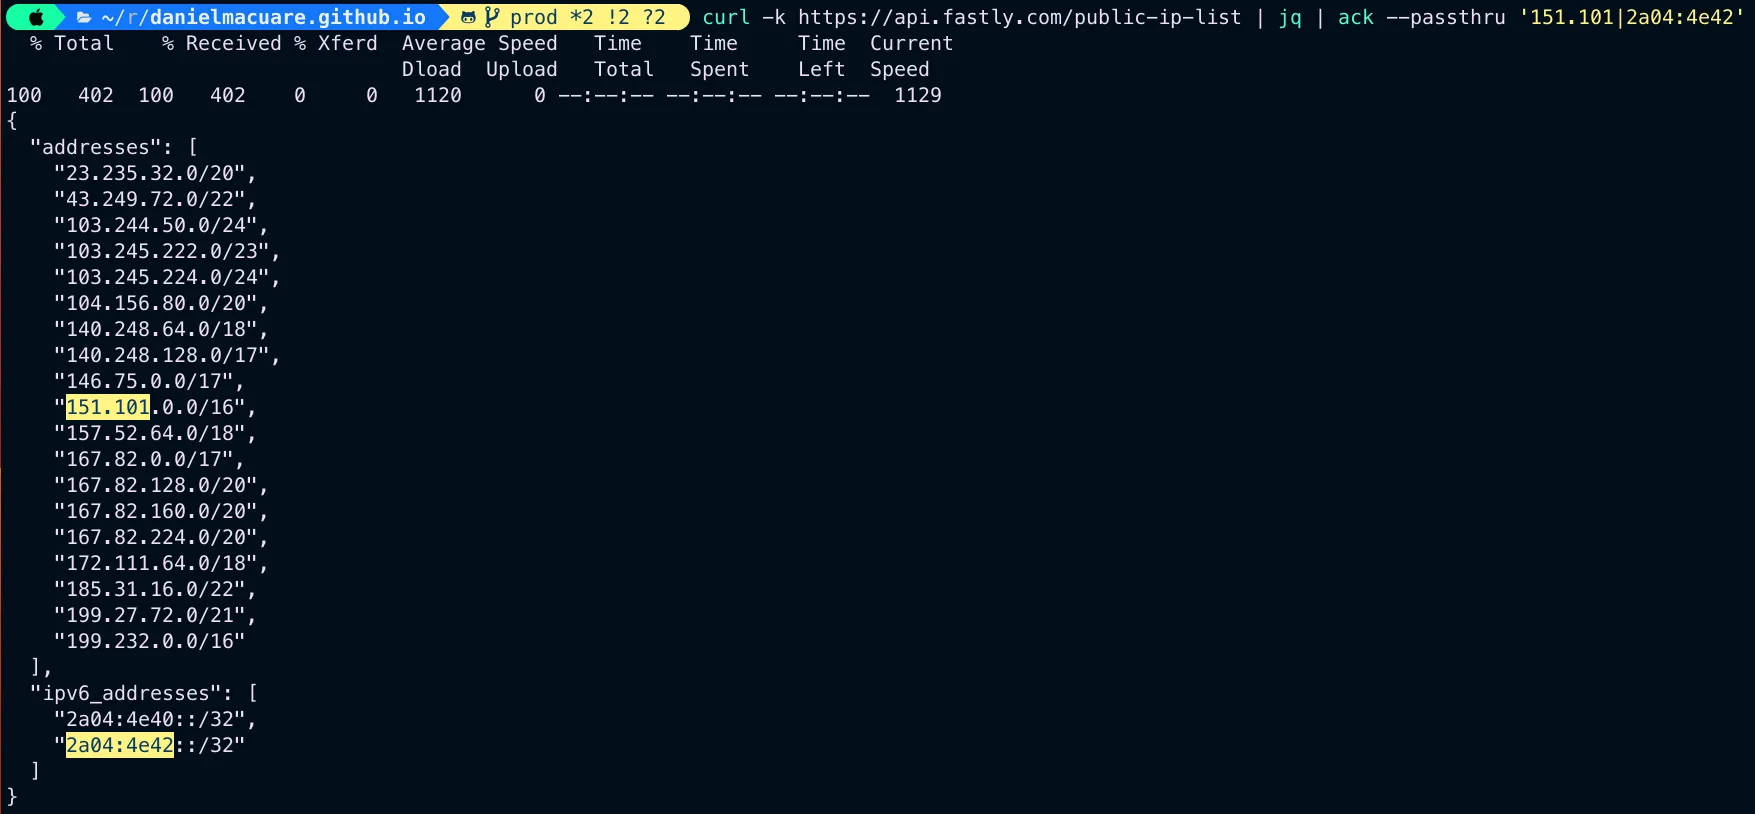 ~/r/danielmacuare.github.io prod *2 !2 ?2 curl -k https://api.fastly.com/public-ip-list | jq | ack --passthru '151.101|2a04:4e42'
% Total % Received % Xferd Average Speed Time Time Time Current
Dload Upload Total Spent Left Speed
100 402 100 402 0 0 1120 0 --:--:-- --:--:-- --:--:-- 1129
{
"addresses": [
"23.235.32.0/20",
"43.249.72.0/22",
"103.244.50.0/24",
"103.245.222.0/23",
"103.245.224.0/24",
"104.156.80.0/20",
"140.248.64.0/18",
"140.248.128.0/17",
"146.75.0.0/17",
"151.101.0.0/16",
"157.52.64.0/18",
"167.82.0.0/17",
"167.82.128.0/20",
"167.82.160.0/20",
"167.82.224.0/20",
"172.111.64.0/18",
"185.31.16.0/22",
"199.27.72.0/21",
"199.232.0.0/16"
],
"ipv6_addresses": [
"2a04:4e40::/32",
"2a04:4e42::/32"
]
}